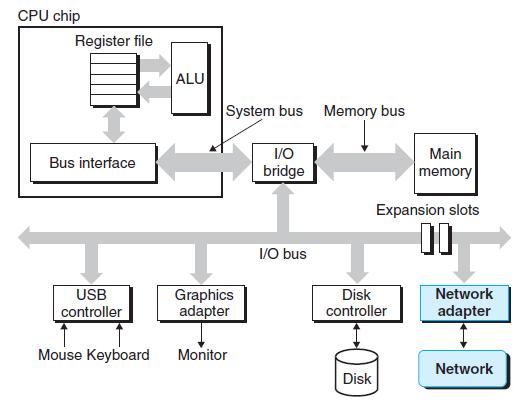 CPU chip
Register file
ALU
System bus
Memory bus
Bus interface
I/O
bridge
Main
memory
Expansion slots
I/O bus
USB
controller
Graphics
adapter
Disk
controller
Network
adapter
Mouse Keyboard
Monitor
Disk
Network